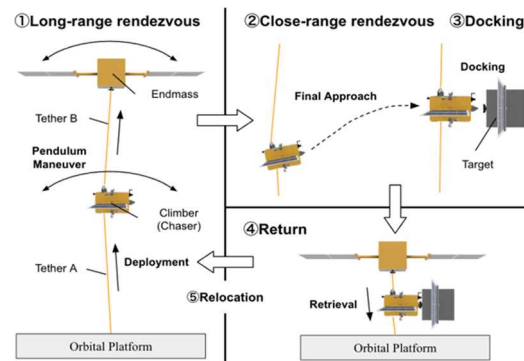 ①Long-range rendezvous
Endmass
Tether B
Pendulum
Maneuver
Climber
(Chaser)
Tether A
Deployment
Orbital Platform
②Close-range rendezvous
③Docking
Final Approach
Docking
Target
④Return
Retrieval
Orbital Platform
⑤Relocation